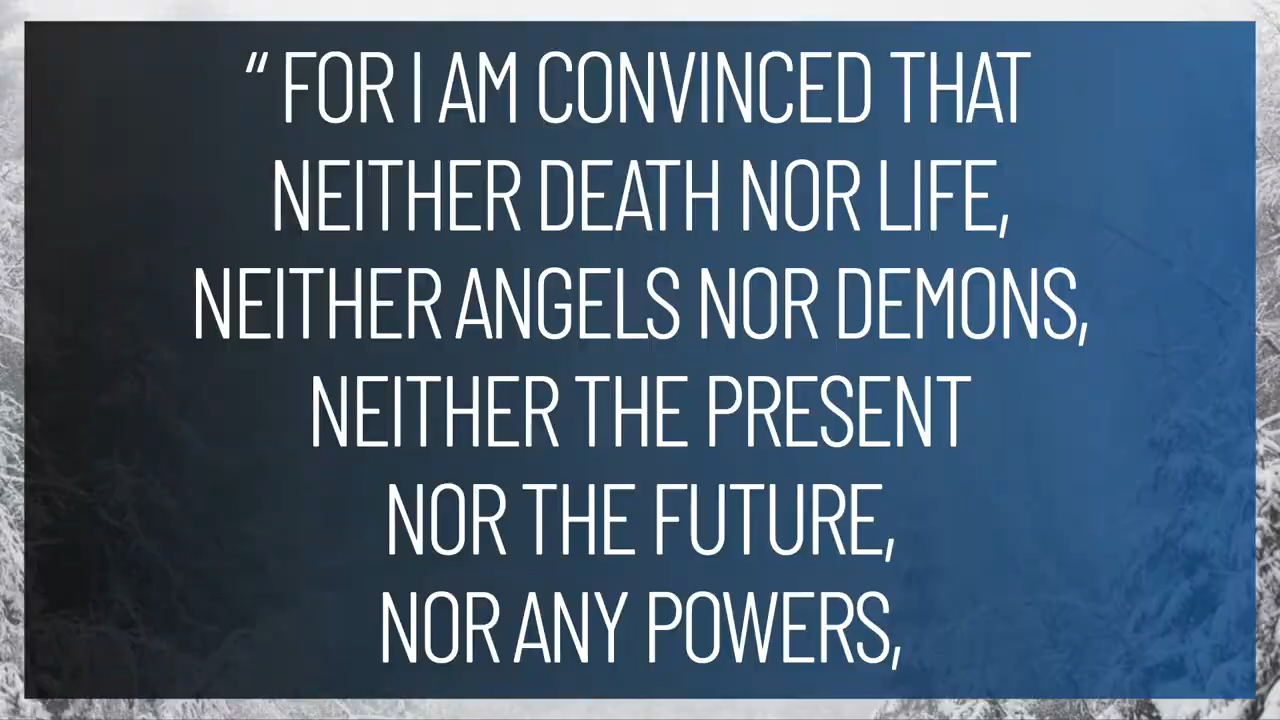 “ FOR I AM CONVINCED THAT
NEITHER DEATH NOR LIFE,
NEITHER ANGELS NOR DEMONS,
NEITHER THE PRESENT
NOR THE FUTURE,
NOR ANY POWERS,